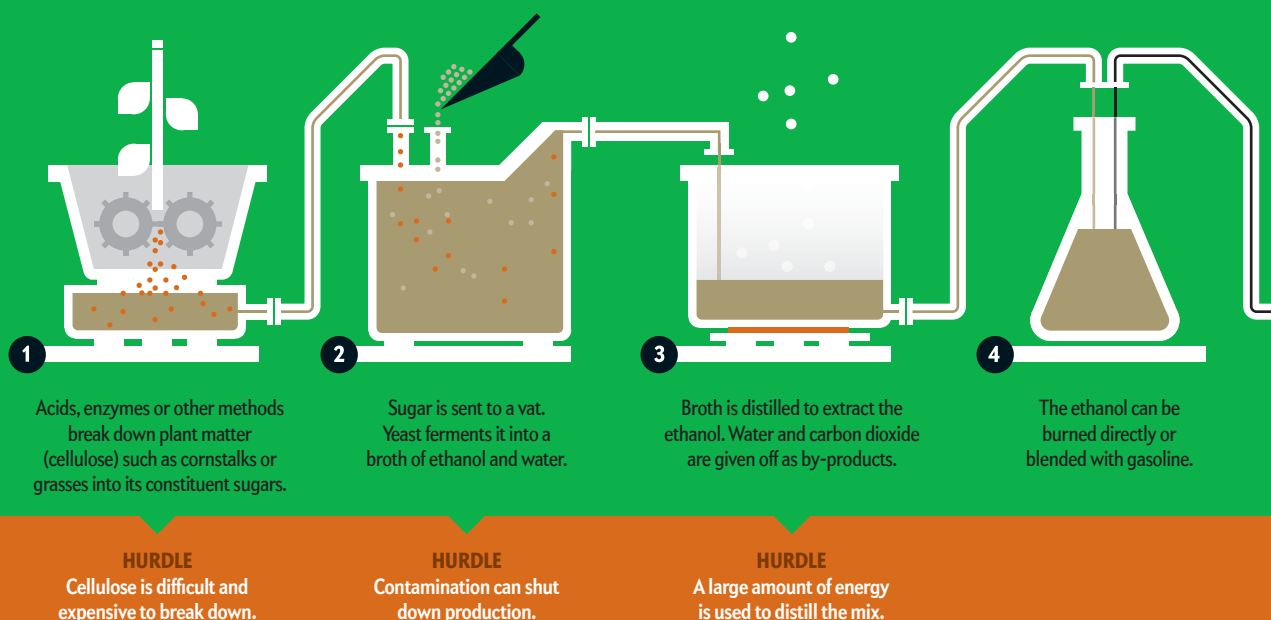 1
Acids, enzymes or other methods
break down plant matter
(cellulose) such as cornstalks or
grasses into its constituent sugars.
HURDLE
Cellulose is difficult and
expensive to break down.
2
Sugar is sent to a vat.
Yeast ferments it into a
broth of ethanol and water.
HURDLE
Contamination can shut
down production.
3
Broth is distilled to extract the
ethanol. Water and carbon dioxide
are given off as by-products.
HURDLE
A large amount of energy
is used to distill the mix.
4
The ethanol can be
burned directly or
blended with gasoline.